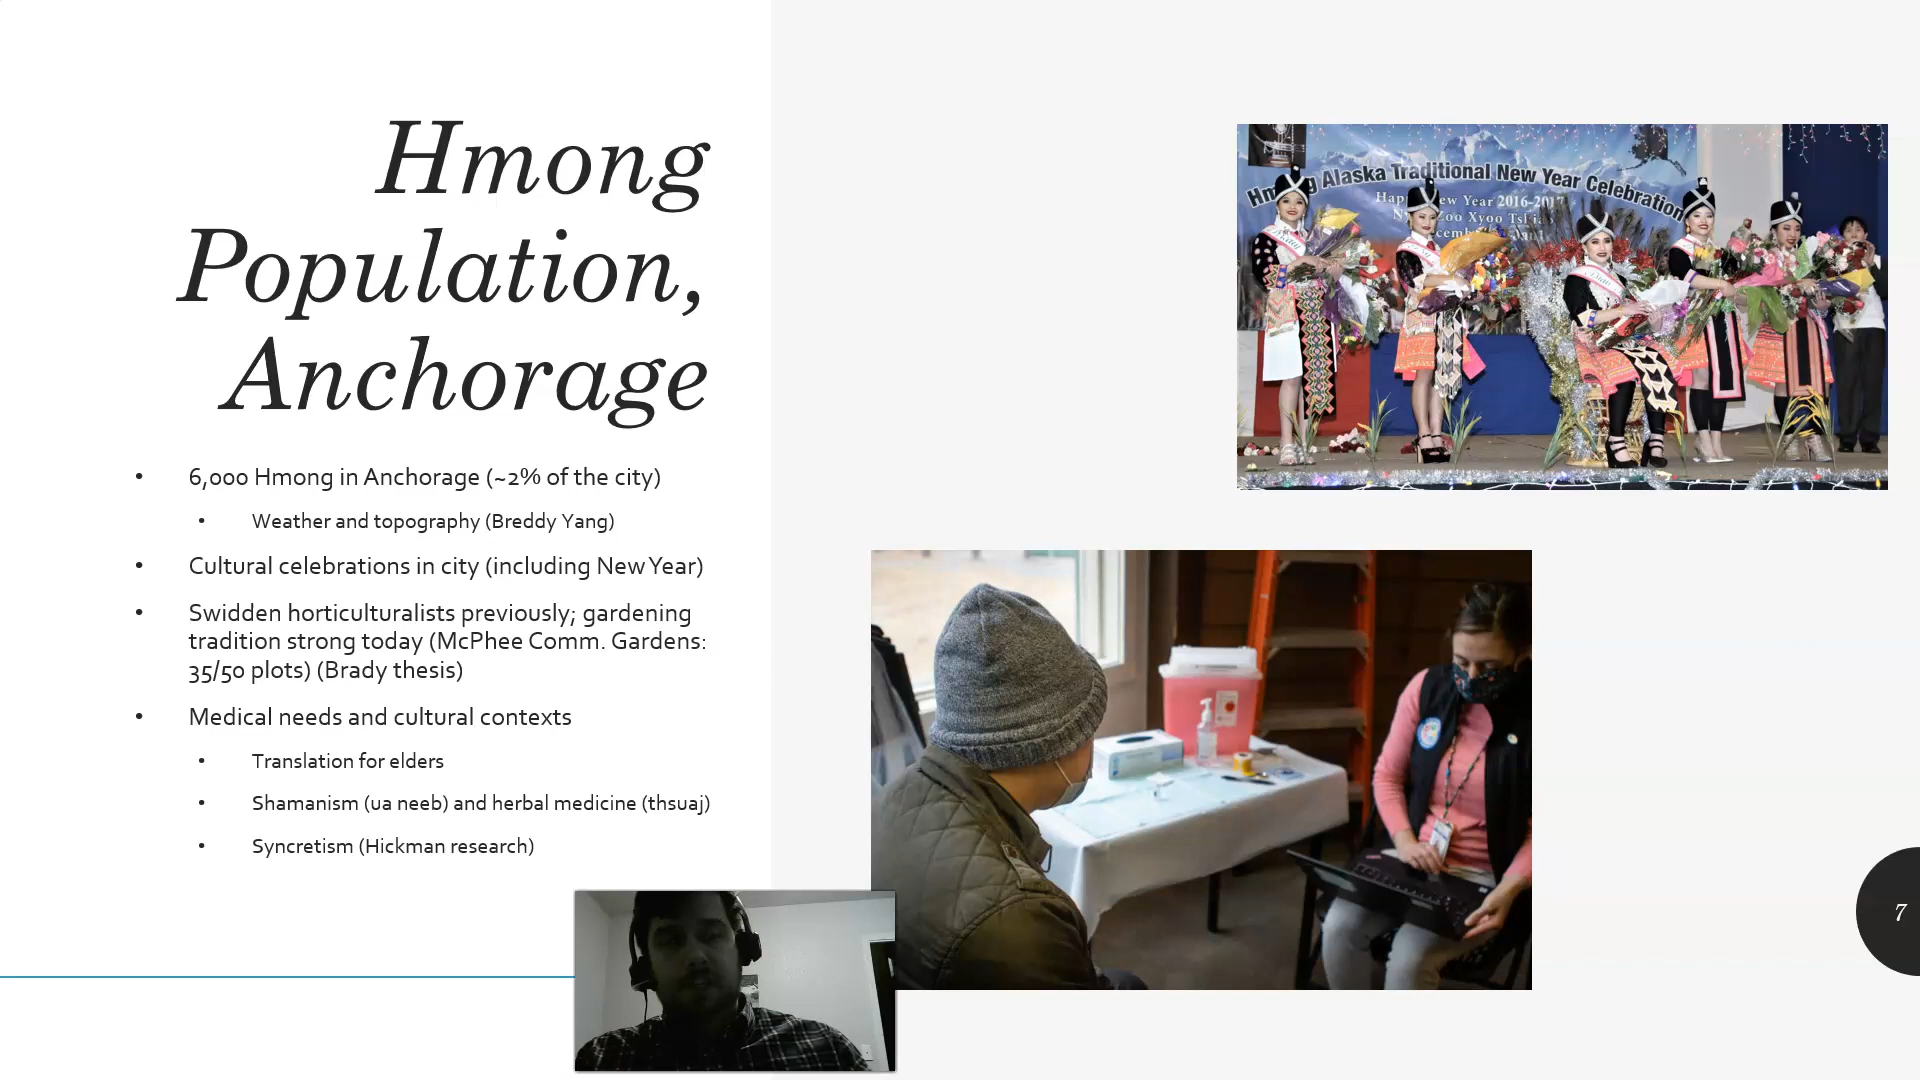 Hmong
Population,
Anchorage
• 6,000 Hmong in Anchorage (~2% of the city)
• Weather and topography (Breddy Yang)
• Cultural celebrations in city (including New Year)
• Swidden horticulturalists previously; gardening
tradition strong today (McPhee Comm. Gardens:
35/50 plots) (Brady thesis)
• Medical needs and cultural contexts
• Translation for elders
• Shamanism (ua neeb) and herbal medicine (thsuaj)
• Syncretism (Hickman research)
Hmong Alaska Traditional New Year Celebration
New Year 2016-2017
Zoo Xyoo
7